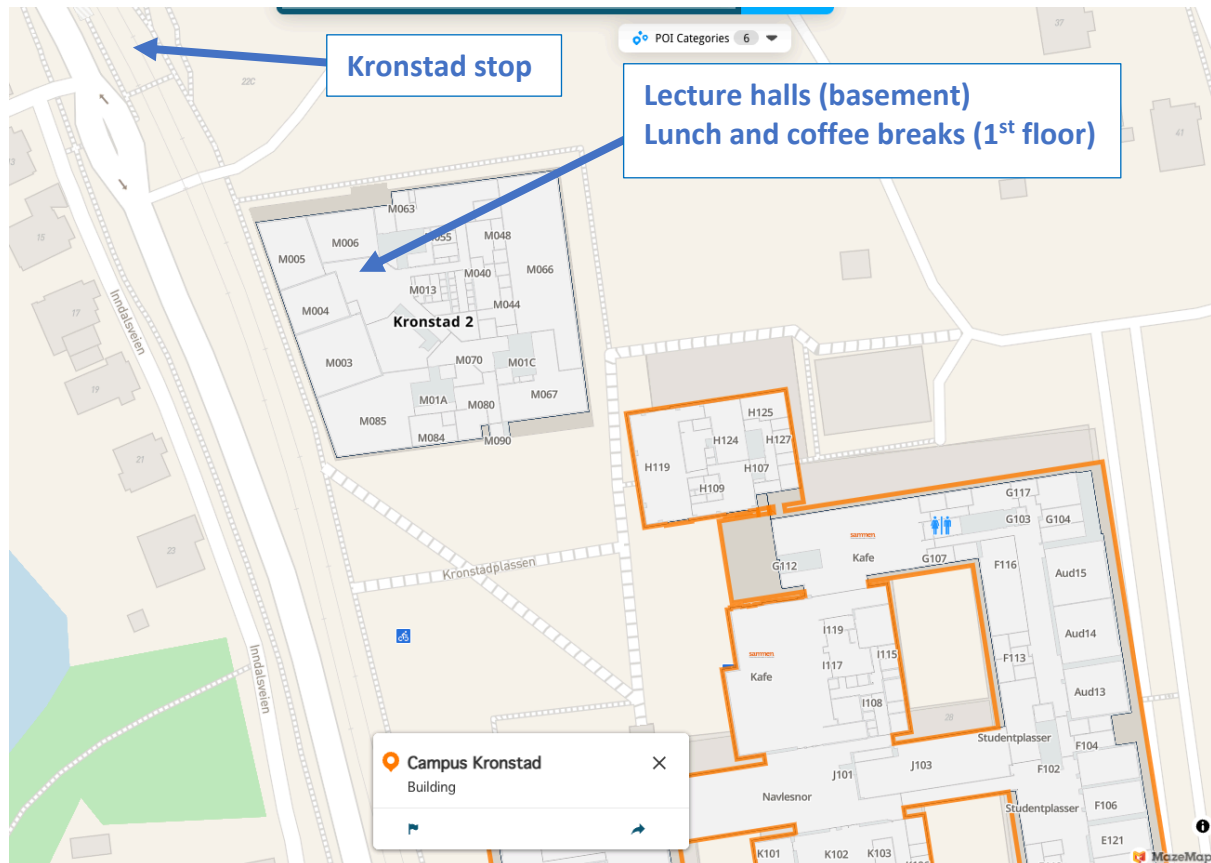 POI Categories 6
Kronstad stop
Lecture halls (basement)
Lunch and coffee breaks (1st floor)
37
22C
41
13
15
17
19
21
23
Inndalsveien
Inndalsveien
M063
M005
M006
M055
M048
M040
M066
M013
M004
M044
Kronstad 2
M003
M070
M01C
M01A
M080
M067
M085
M084
M090
H125
H124
H127
H119
H107
H109
G117
G103
G104
sammen
Kafe
G107
G112
F116
Aud15
Kronstadplassen
I119
Aud14
I115
sammen
I117
F113
Kafe
Aud13
I108
28
Studentplasser
F104
J101
J103
F102
Navlesnor
Studentplasser
F106
E121
K101
K102
K103
Campus Kronstad
Building
MazeMap